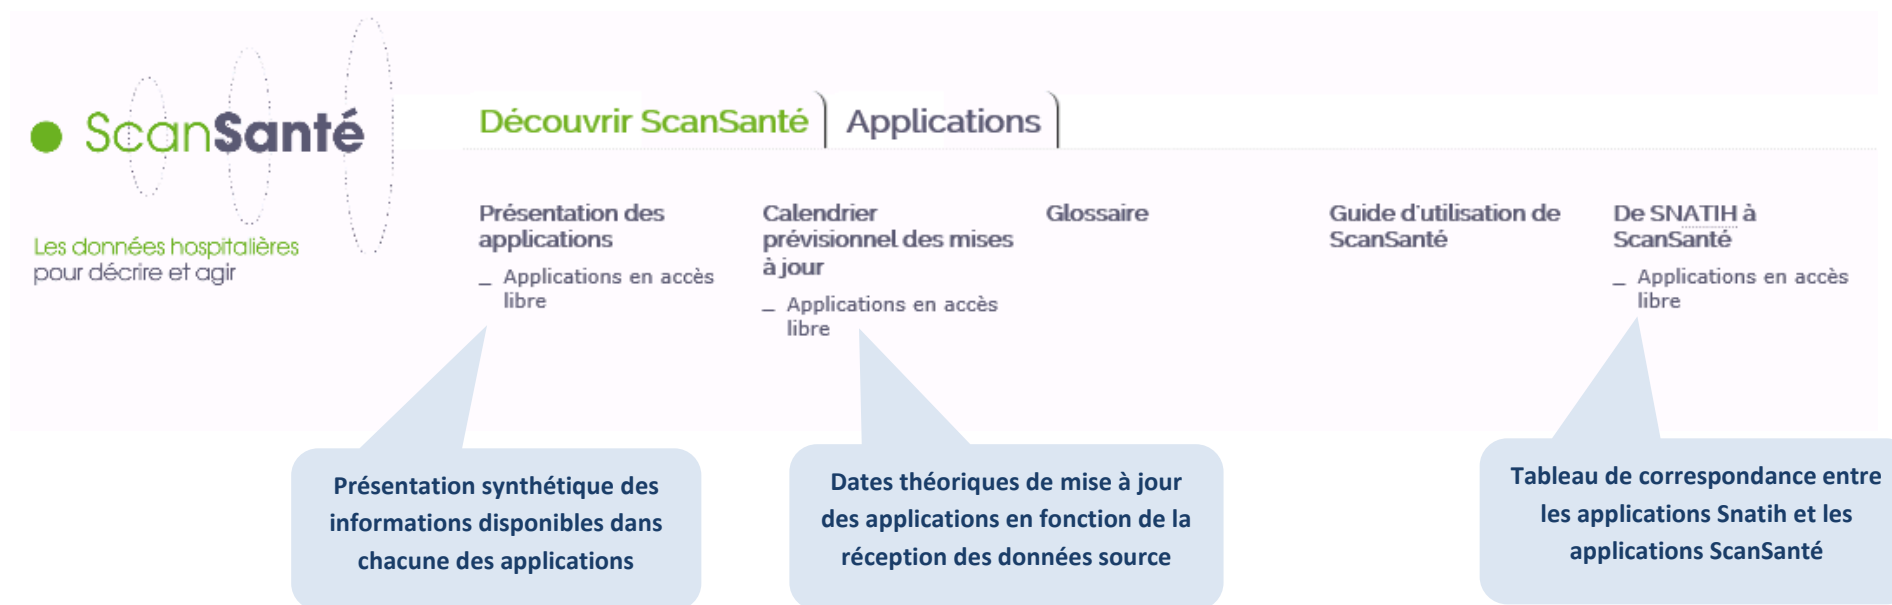 ScanSanté
Les données hospitalières
pour décrire et agir
Découvrir ScanSanté
Applications
Présentation des
applications
_ Applications en accès
libre
Calendrier
prévisionnel des mises
à jour
_ Applications en accès
libre
Glossaire
Guide d'utilisation de
ScanSanté
De SNATIH à
ScanSanté
_ Applications en accès
libre
Présentation synthétique des
informations disponibles dans
chacune des applications
Dates théoriques de mise à jour
des applications en fonction de la
réception des données source
Tableau de correspondance entre
les applications Snatih et les
applications ScanSanté